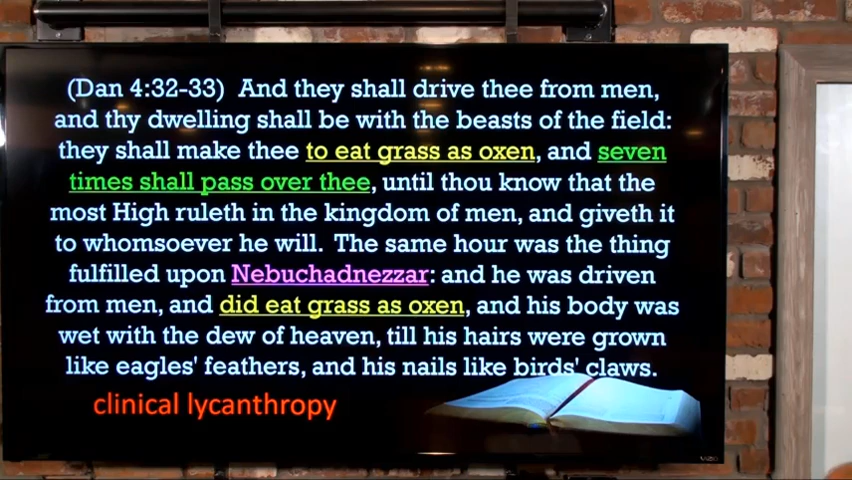 (Dan 4:32-33) And they shall drive thee from men,
and thy dwelling shall be with the beasts of the field:
they shall make thee to eat grass as oxen, and seven
times shall pass over thee, until thou know that the
most High ruleth in the kingdom of men, and giveth it
to whomsoever he will. The same hour was the thing
fulfilled upon Nebuchadnezzar: and he was driven
from men, and did eat grass as oxen, and his body was
wet with the dew of heaven, till his hairs were grown
like eagles' feathers, and his nails like birds' claws.
clinical lycanthropy
VIZIO